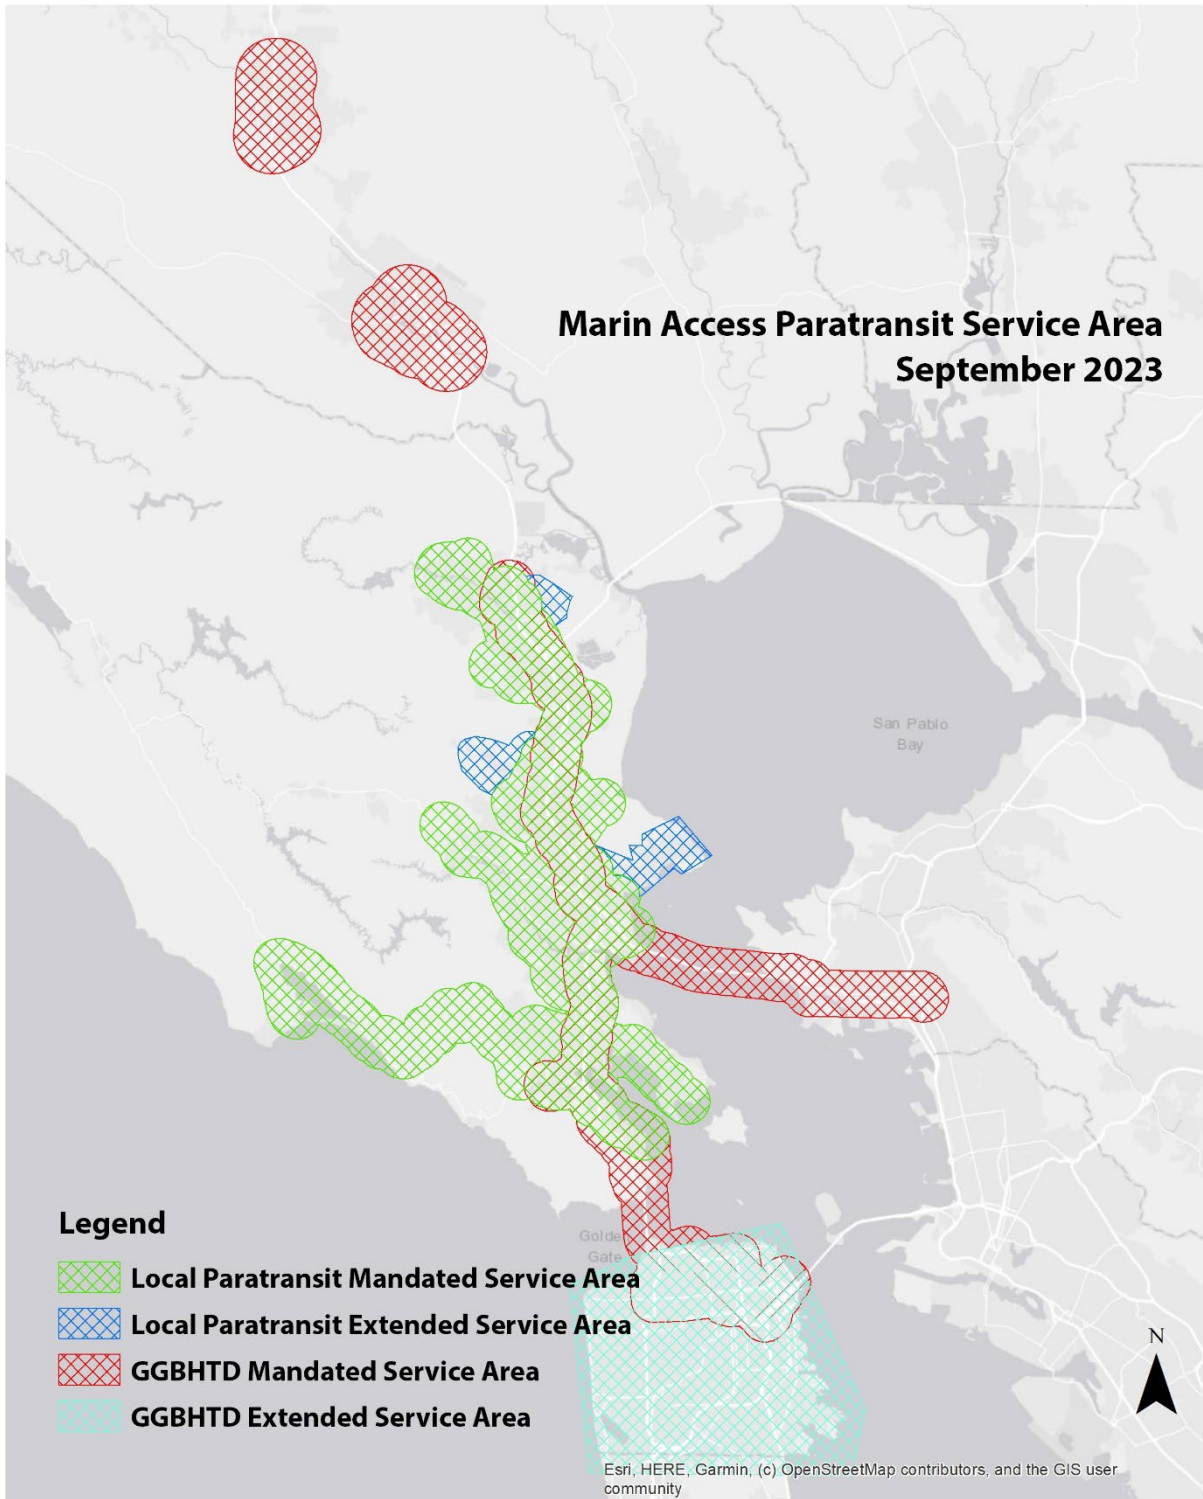 Marin Access Paratransit Service Area
September 2023
San Pablo
Bay
Legend
Golde
Gate
Local Paratransit Mandated Service Area
Local Paratransit Extended Service Area
GGBHTD Mandated Service Area
GGBHTD Extended Service Area
N
Esri, HERE, Garmin, (c) OpenStreetMap contributors, and the GIS user
community